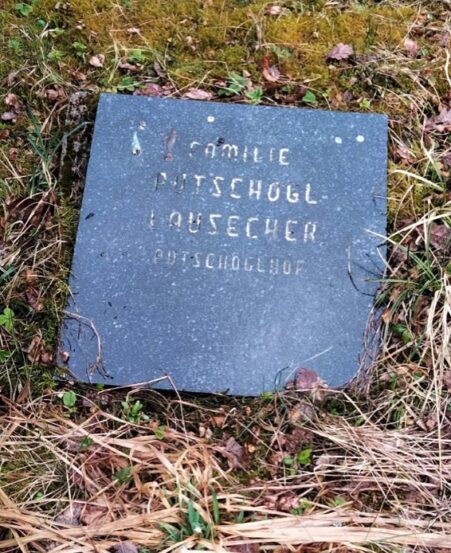 FAMILIE
PUTSCHÖGL-
LAUSECHER
PUTSCHÖGLHOF